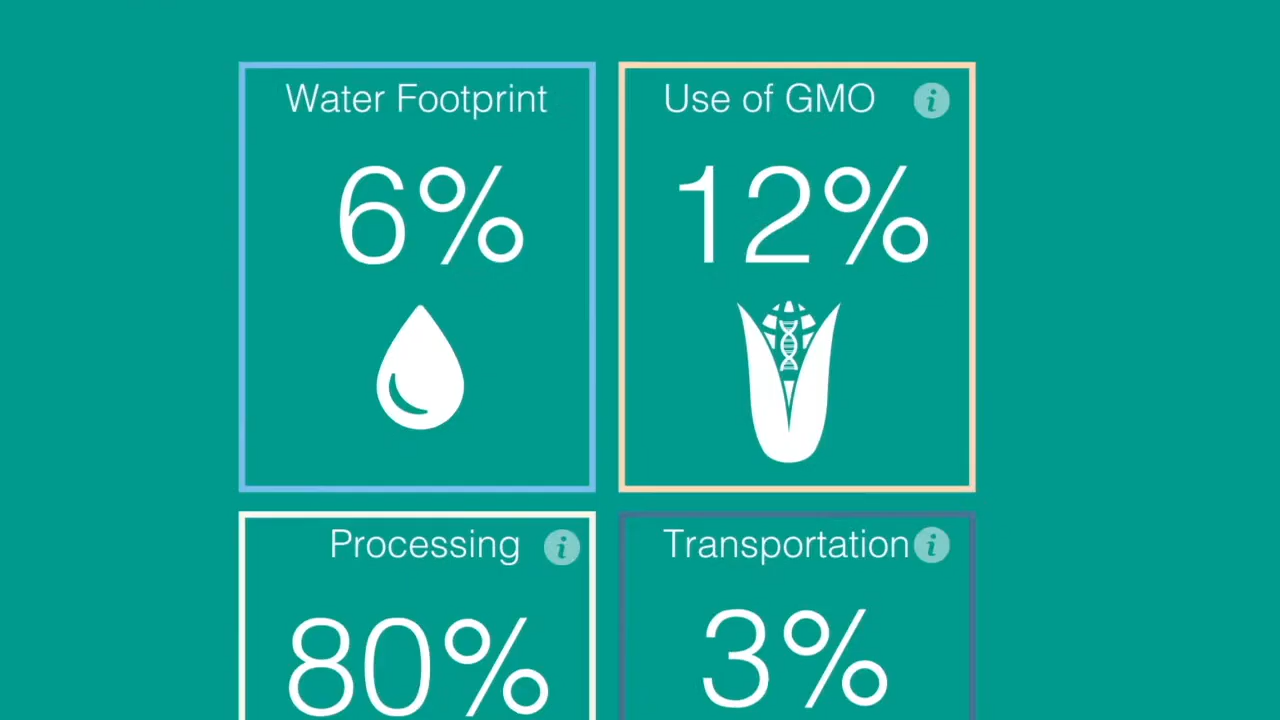 Water Footprint
6%
Use of GMO i
12%
Processing i
80%
Transportation i
3%